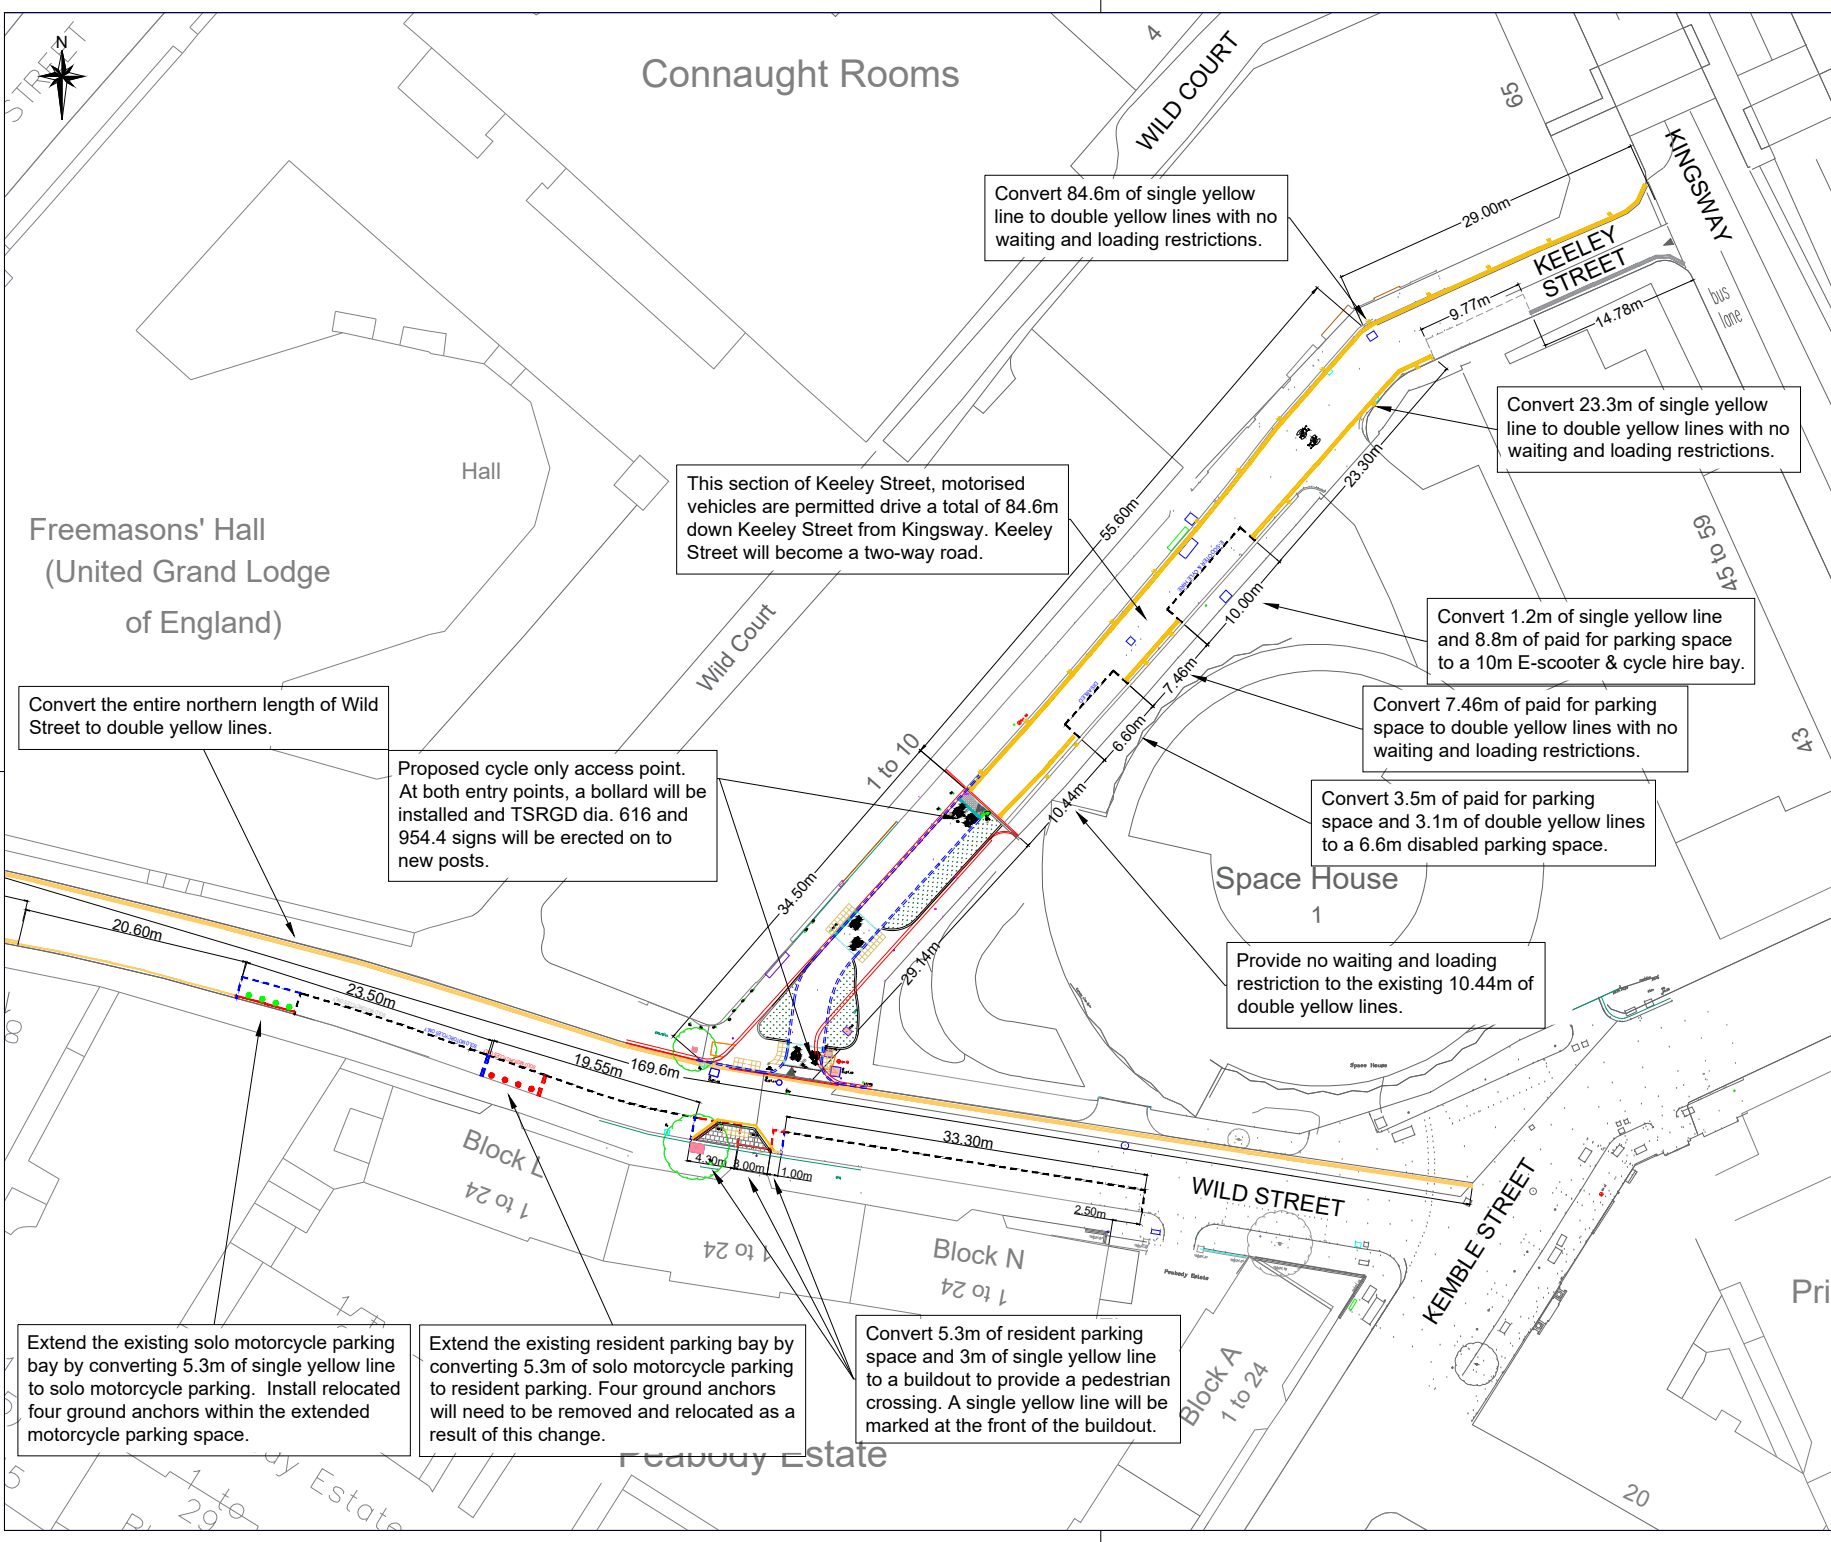 N
STREET
Connaught Rooms
4
WILD COURT
65
KINGSWAY
Convert 84.6m of single yellow
line to double yellow lines with no
waiting and loading restrictions.
29.00m
KEELEY
STREET
9.77m
14.78m
bus
lane
Convert 23.3m of single yellow
line to double yellow lines with no
waiting and loading restrictions.
Hall
This section of Keeley Street, motorised
vehicles are permitted drive a total of 84.6m
down Keeley Street from Kingsway. Keeley
Street will become a two-way road.
55.60m
23.30m
Freemasons' Hall
(United Grand Lodge
of England)
45 to 59
10.00m
Convert 1.2m of single yellow line
and 8.8m of paid for parking space
to a 10m E-scooter & cycle hire bay.
Wild Court
7.46m
Convert 7.46m of paid for parking
space to double yellow lines with no
waiting and loading restrictions.
43
Convert the entire northern length of Wild
Street to double yellow lines.
6.60m
1 to 10
Proposed cycle only access point.
At both entry points, a bollard will be
installed and TSRGD dia. 616 and
954.4 signs will be erected on to
new posts.
10.44m
Convert 3.5m of paid for parking
space and 3.1m of double yellow lines
to a 6.6m disabled parking space.
Space House
1
34.50m
29.14m
Provide no waiting and loading
restriction to the existing 10.44m of
double yellow lines.
20.60m
23.50m
19.55m
169.6m
Space House
33.30m
4.30m
3.00m
1.00m
2.50m
WILD STREET
KEMBLE STREET
Block L
1 to 24
1 to 24
Block N
1 to 24
Peabody Estate
Block A
1 to 24
Pri
Extend the existing solo motorcycle parking
bay by converting 5.3m of single yellow line
to solo motorcycle parking. Install relocated
four ground anchors within the extended
motorcycle parking space.
Extend the existing resident parking bay by
converting 5.3m of solo motorcycle parking
to resident parking. Four ground anchors
will need to be removed and relocated as a
result of this change.
Convert 5.3m of resident parking
space and 3m of single yellow line
to a buildout to provide a pedestrian
crossing. A single yellow line will be
marked at the front of the buildout.
Peabody Estate
1 to
29
dy Estate
20